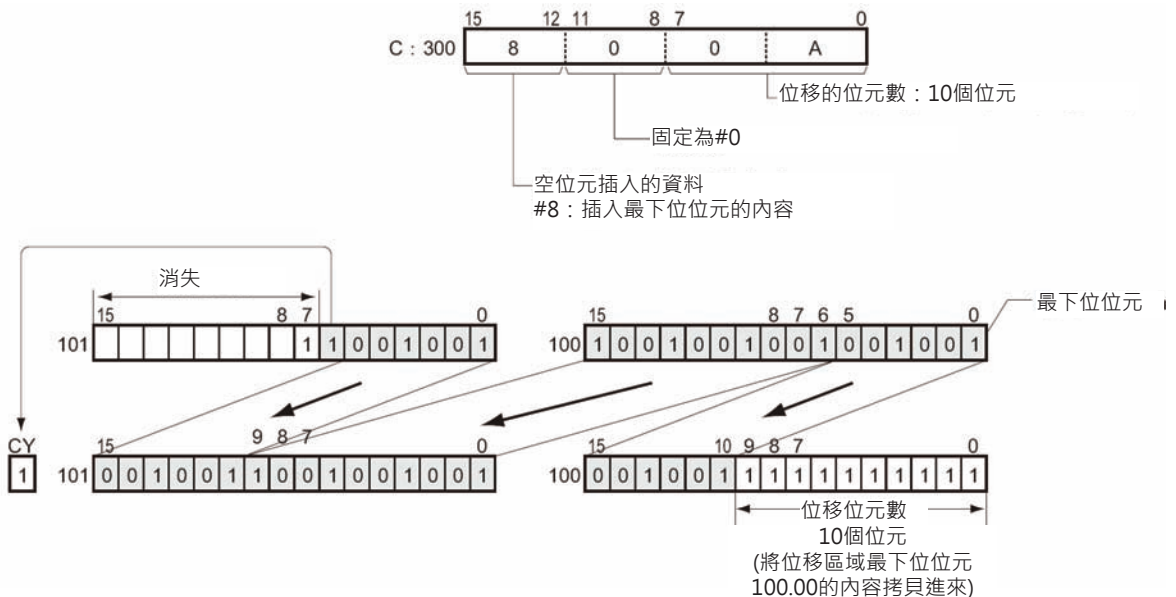 15 12 11 8 7 0
C：300 8 0 0 A
位移的位元數：10個位元
固定為#0
空位元插入的資料
#8：插入最下位位元的內容
消失
最下位位元
15 8 7 0
101 1 1 0 0 1 0 0 1
15 8 7 6 5 0
100 1 0 0 1 0 0 1 0 0 1 0 0 1 0 0 1
CY
1
15 9 8 7 0
101 0 0 1 0 0 1 1 0 0 1 0 0 1 0 0 1
15 10 9 8 7 0
100 0 0 1 0 0 1 1 1 1 1 1 1 1 1 1 1
位移位元數
10個位元
(將位移區域最下位位元
100.00的內容拷貝進來)